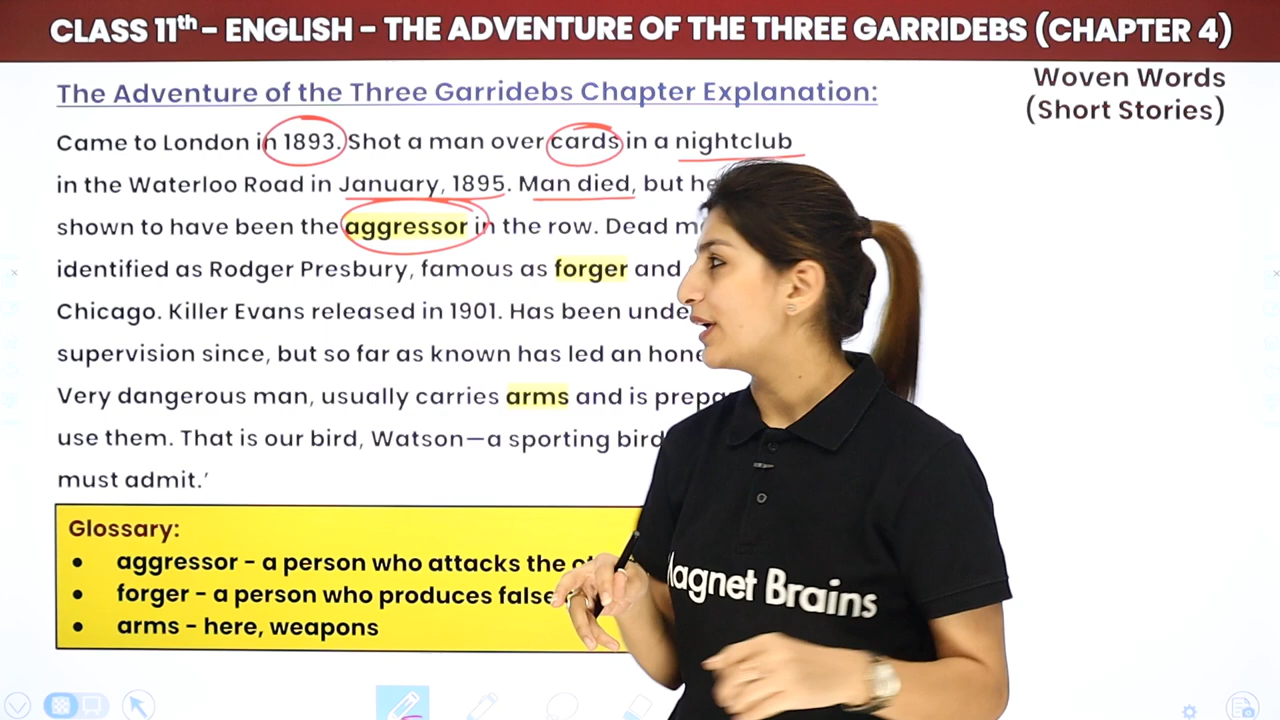 CLASS 11th - ENGLISH - THE ADVENTURE OF THE THREE GARRIDEBS (CHAPTER 4)
The Adventure of the Three Garridebs Chapter Explanation:
Woven Words
(Short Stories)
Came to London in 1893. Shot a man over cards in a nightclub
in the Waterloo Road in January, 1895. Man died, but he
shown to have been the aggressor in the row. Dead
identified as Rodger Presbury, famous as forger and
Chicago. Killer Evans released in 1901. Has been
supervision since, but so far as known has led an
Very dangerous man, usually carries arms and is
use them. That is our bird, Watson—a sporting bird
must admit.'
Glossary:
• aggressor - a person who attacks the
• forger - a person who produces false
• arms - here, weapons
Magnet Brains